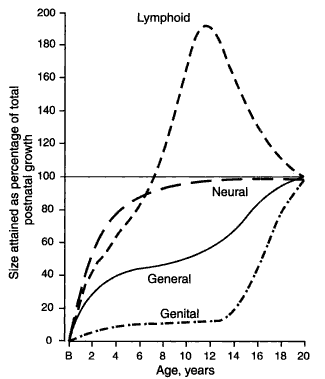 200
180
160
140
120
100
80
60
40
20
0
Size attained as percentage of total
postnatal growth
Lymphoid
Neural
General
Genital
B 2 4 6 8 10 12 14 16 18 20
Age, years